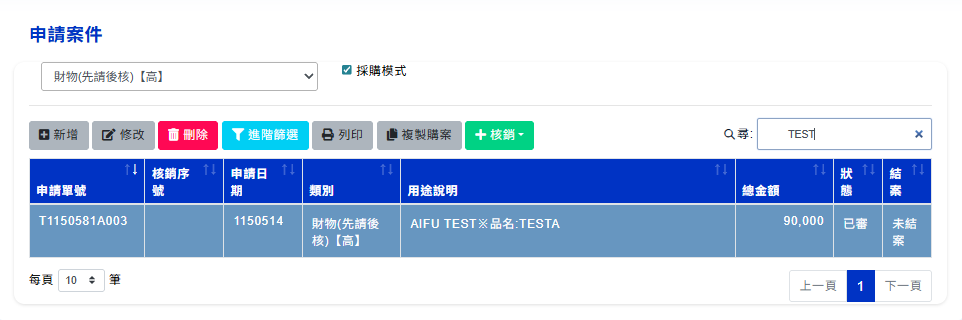 申請案件
財物(先請後核)【高】
採購模式
新增 修改 刪除 進階篩選 列印 複製購案 核銷 尋: TEST
申請單號 核銷序號 申請日期 類別 用途說明 總金額 狀態 結案
T1150581A003 1150514 財物(先請後核)【高】 AIFU TEST※品名:TESTA 90,000 已審 未結案
每頁 10 筆
上一頁 1 下一頁